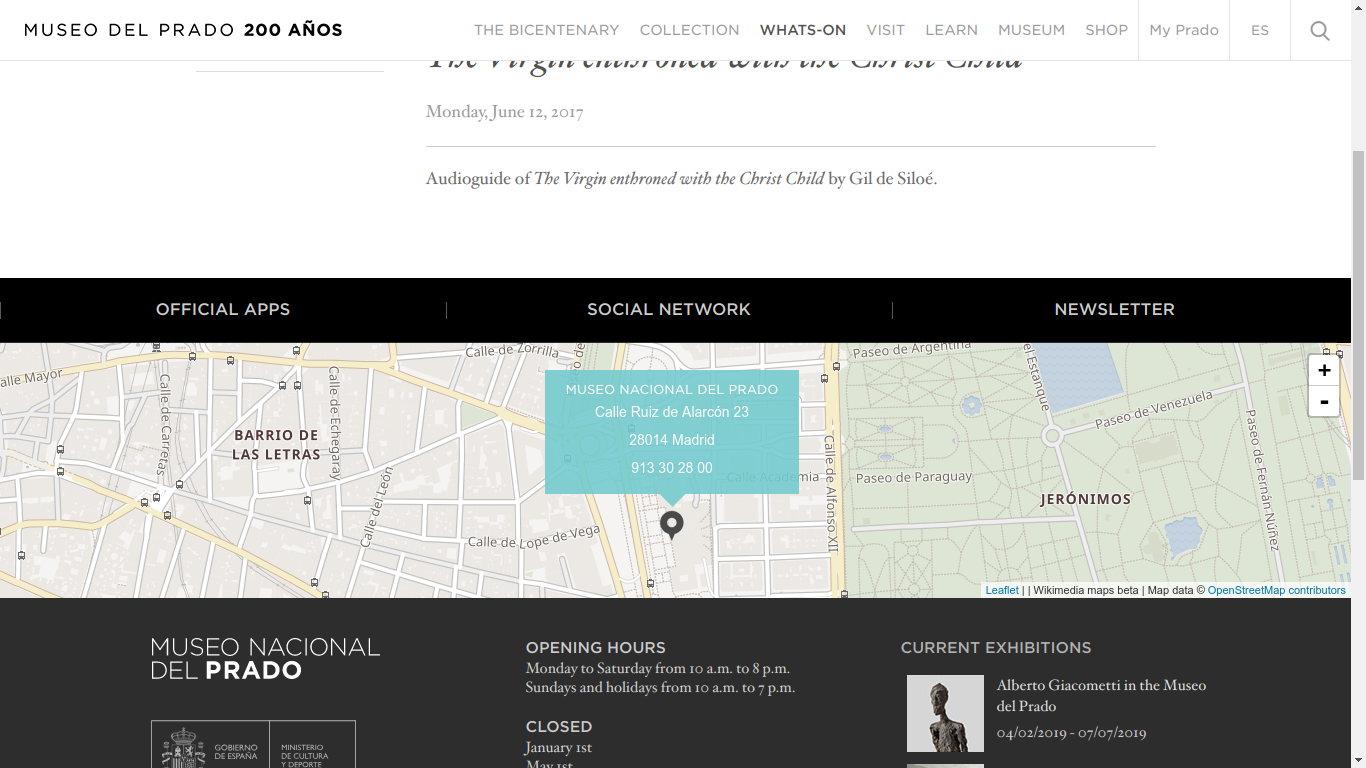 MUSEO DEL PRADO 200 AÑOS
THE BICENTENARY COLLECTION WHATS-ON VISIT LEARN MUSEUM SHOP My Prado ES
The Virgin enthroned with the Christ Child
Monday, June 12, 2017
Audioguide of The Virgin enthroned with the Christ Child by Gil de Siloé.
OFFICIAL APPS
SOCIAL NETWORK
NEWSLETTER
Calle de Zorrilla
Paseo de Argentina
el Estanque
alle Mayor
Calle de Carretas
Calle de Echegaray
BARRIO DE
LAS LETRAS
Calle del León
Calle de Lope de Vega
MUSEO NACIONAL DEL PRADO
Calle Ruiz de Alarcón 23
28014 Madrid
913 30 28 00
Calle Academia
Calle de Alfonso XII
Paseo de Venezuela
Paseo de Paraguay
JERÓNIMOS
Paseo de Fernán Núñez
+
-
Leaflet | | Wikimedia maps beta | Map data © OpenStreetMap contributors
MUSEO NACIONAL
DEL PRADO
GOBIERNO
DE ESPAÑA
MINISTERIO
DE CULTURA
Y DEPORTE
OPENING HOURS
Monday to Saturday from 10 a.m. to 8 p.m.
Sundays and holidays from 10 a.m. to 7 p.m.
CLOSED
January 1st
May 1st
CURRENT EXHIBITIONS
Alberto Giacometti in the Museo
del Prado
04/02/2019 - 07/07/2019